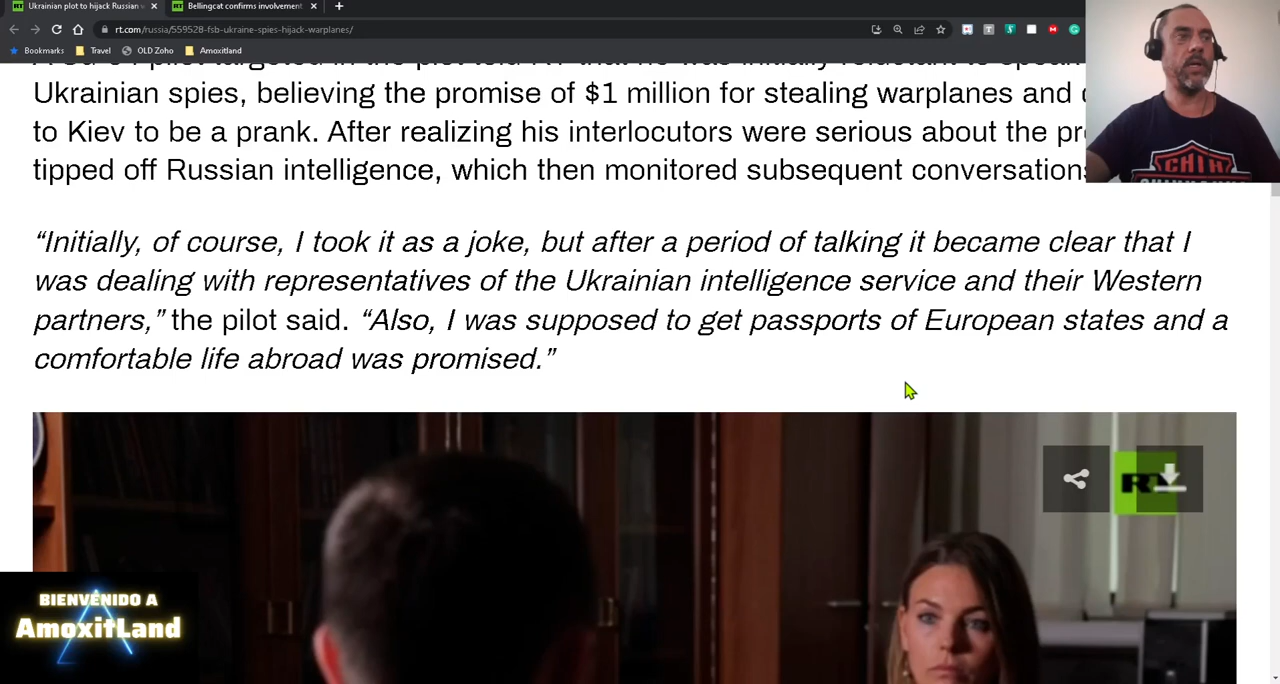 Ukrainian plot to hijack Russian
Bellingcat confirms involvement
rt.com/russia/559528-fsb-ukraine-spies-hijack-warplanes/
Bookmarks Travel OLD Zoho Amoxitland
Ukrainian spies, believing the promise of $1 million for stealing warplanes and
to Kiev to be a prank. After realizing his interlocutors were serious about the
tipped off Russian intelligence, which then monitored subsequent conversations
“Initially, of course, I took it as a joke, but after a period of talking it became clear that I
was dealing with representatives of the Ukrainian intelligence service and their Western
partners,” the pilot said. “Also, I was supposed to get passports of European states and a
comfortable life abroad was promised.”
RT
BIENVENIDO A
AmoxitLand